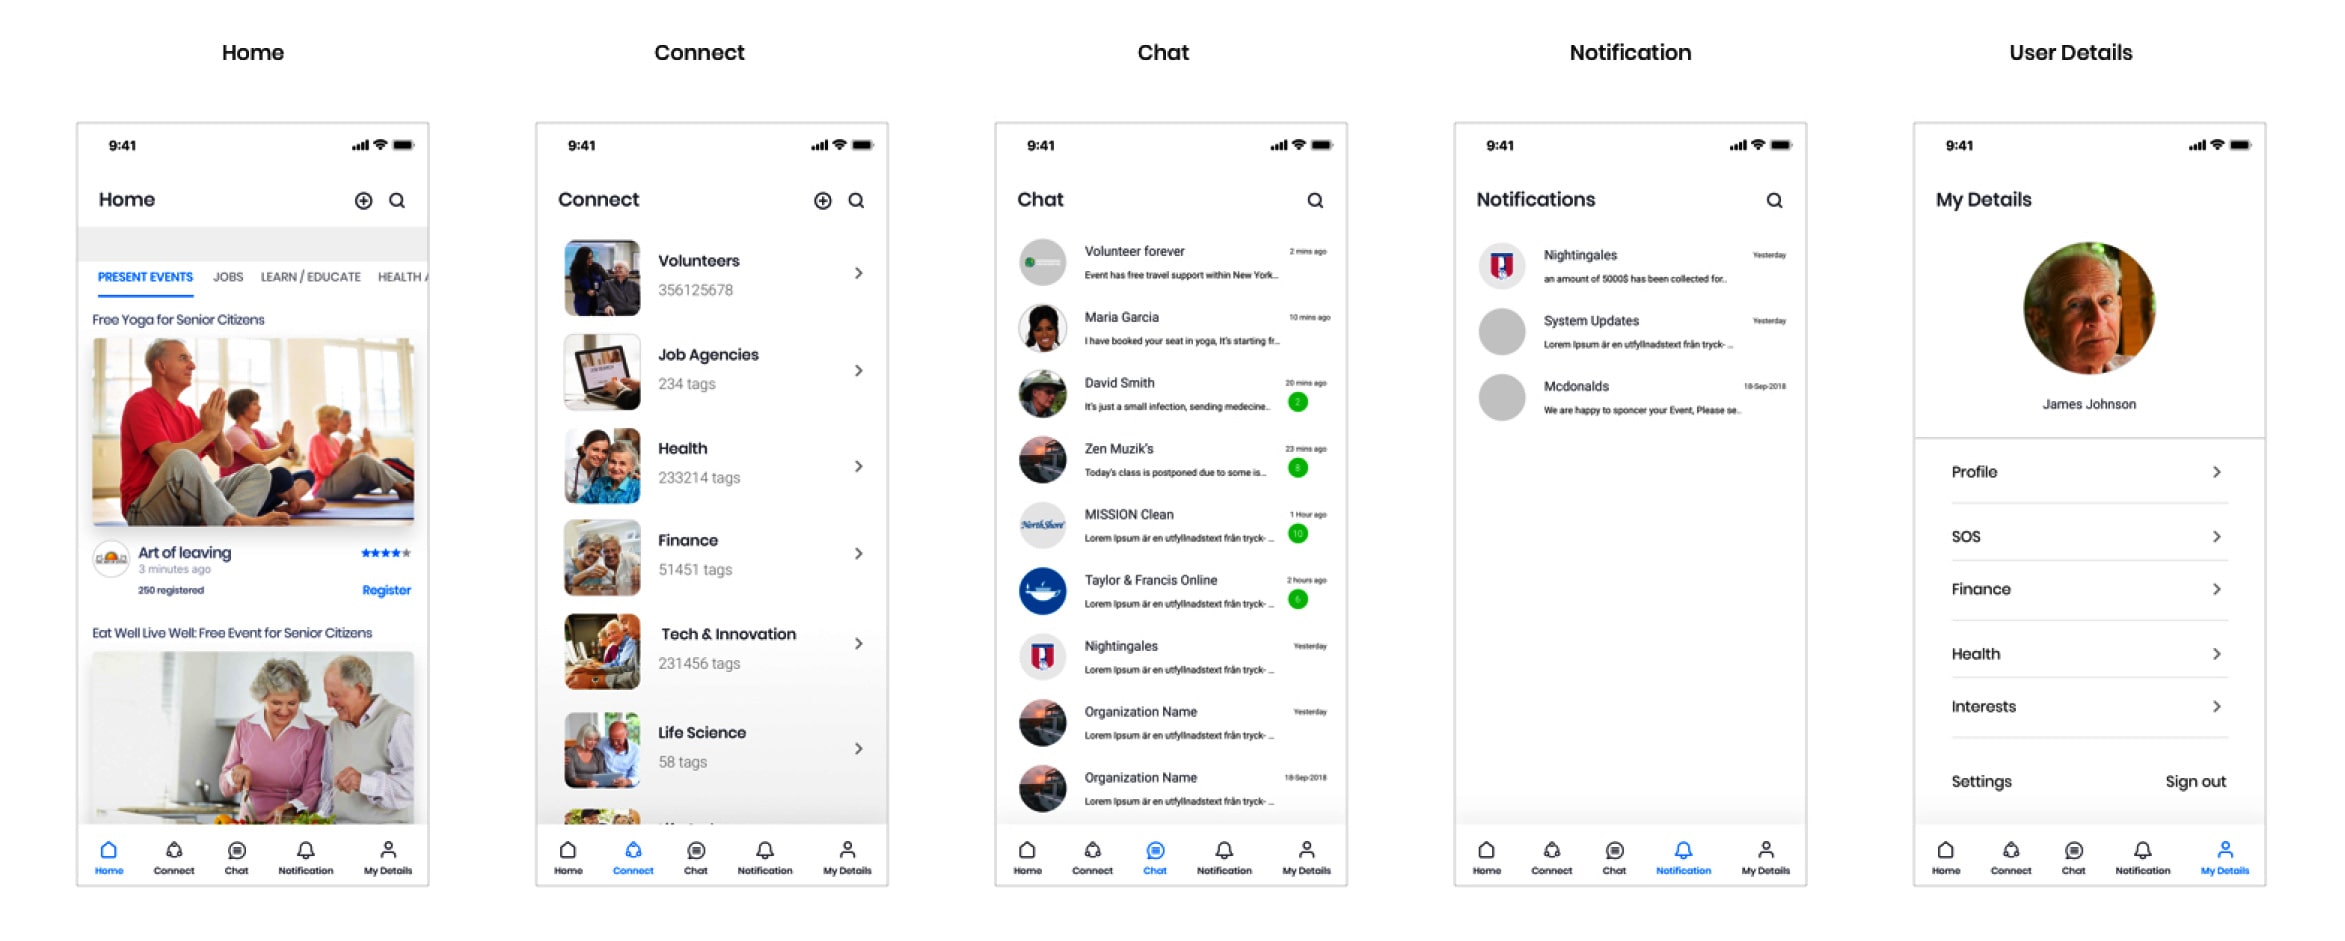 Home
Connect
Chat
Notification
User Details
9:41
Home
PRESENT EVENTS JOBS LEARN / EDUCATE HEALTH
Free Yoga for Senior Citizens
Art of leaving
3 minutes ago
250 registered
Register
Eat Well Live Well: Free Event for Senior Citizens
Home Connect Chat Notification My Details
9:41
Connect
Volunteers
356125678
Job Agencies
234 tags
Health
233214 tags
Finance
51451 tags
Tech & Innovation
231456 tags
Life Science
58 tags
Home Connect Chat Notification My Details
9:41
Chat
Volunteer forever 2 mins ago
Event has free travel support within New York...
Maria Garcia 10 mins ago
I have booked your seat in yoga, It's starting fr...
David Smith 20 mins ago
It's just a small infection, sending medecine.. 2
Zen Muzik's 23 mins ago
Today's class is postponed due to some is... 8
MISSION Clean 1 Hour ago
NorthShore
Lorem Ipsum är en utfyllnadstext från tryck- ... 10
Taylor & Francis Online 2 hours ago
Lorem Ipsum är en utfyllnadstext från tryck- ... 6
Nightingales Yesterday
Lorem Ipsum är en utfyllnadstext från tryck- ...
Organization Name Yesterday
Lorem Ipsum är en utfyllnadstext från tryck- ...
Organization Name 18-Sep-2018
Lorem Ipsum är en utfyllnadstext från tryck- ...
Home Connect Chat Notification My Details
9:41
Notifications
Nightingales Yesterday
an amount of 5000$ has been collected for..
System Updates Yesterday
Lorem Ipsum är en utfyllnadstext från tryck- ...
Mcdonalds 18-Sep-2018
We are happy to sponcer your Event, Please se..
Home Connect Chat Notification My Details
9:41
My Details
James Johnson
Profile
SOS
Finance
Health
Interests
Settings Sign out
Home Connect Chat Notification My Details